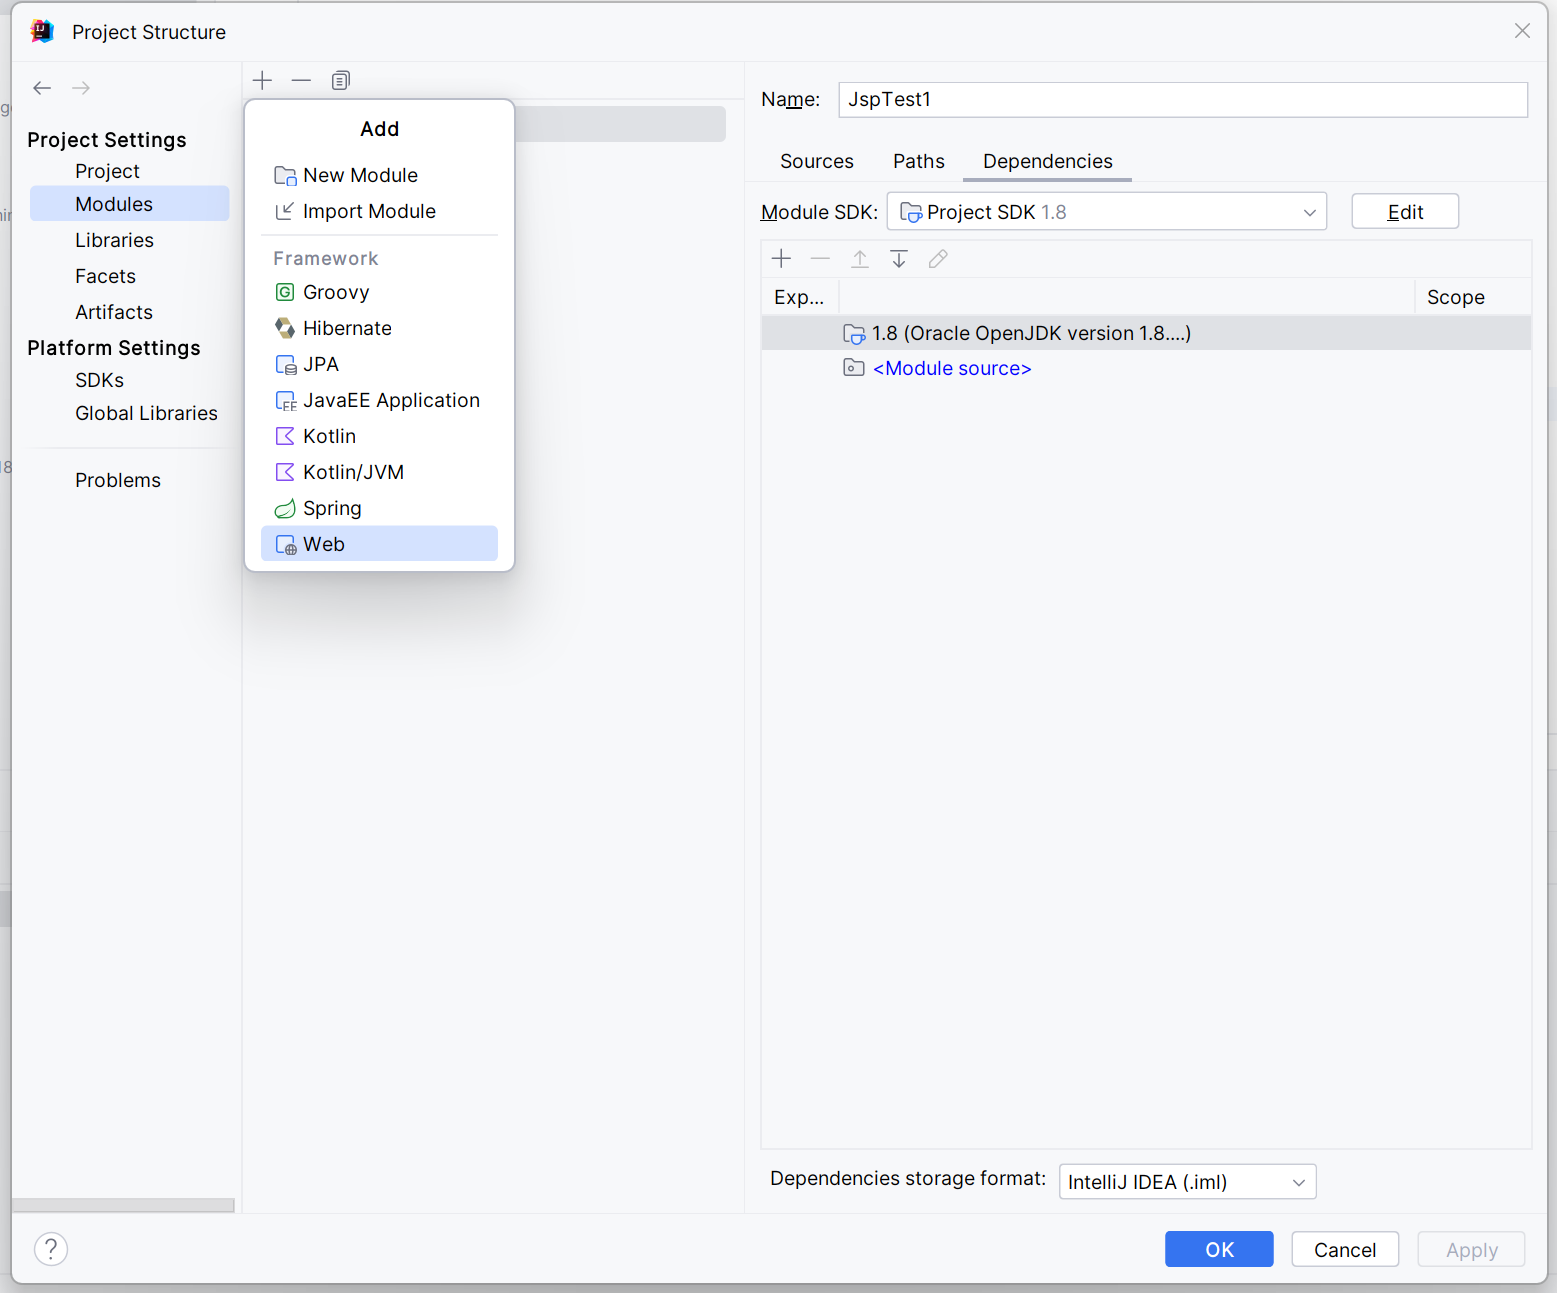 Project Structure
Project Settings
Project
Modules
Libraries
Facets
Artifacts
Platform Settings
SDKs
Global Libraries
Problems
Add
New Module
Import Module
Framework
Groovy
Hibernate
JPA
JavaEE Application
Kotlin
Kotlin/JVM
Spring
Web
Name: JspTest1
Sources Paths Dependencies
Module SDK: Project SDK 1.8 Edit
Exp... Scope
1.8 (Oracle OpenJDK version 1.8....)
<Module source>
Dependencies storage format: IntelliJ IDEA (.iml)
? OK Cancel Apply